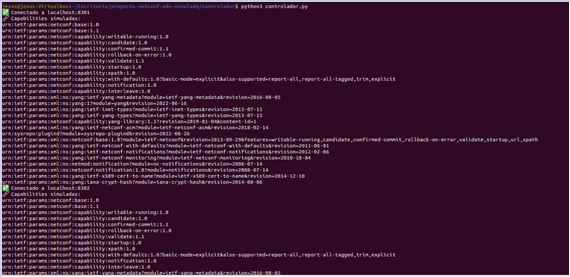 jesus@jesus-VirtualBox:~/Escritorio/proyecto-netconf-sdn-simulado/controlador$ python3 controlador.py
Conectado a localhost:8301
Capabilities simuladas:
urn:ietf:params:netconf:base:1.0
urn:ietf:params:netconf:base:1.1
urn:ietf:params:netconf:capability:writable-running:1.0
urn:ietf:params:netconf:capability:candidate:1.0
urn:ietf:params:netconf:capability:confirmed-commit:1.1
urn:ietf:params:netconf:capability:rollback-on-error:1.0
urn:ietf:params:netconf:capability:validate:1.1
urn:ietf:params:netconf:capability:startup:1.0
urn:ietf:params:netconf:capability:xpath:1.0
urn:ietf:params:netconf:capability:with-defaults:1.0?basic-mode=explicit&also-supported=report-all,report-all-tagged,trim,explicit
urn:ietf:params:netconf:capability:notification:1.0
urn:ietf:params:netconf:capability:interleave:1.0
urn:ietf:params:xml:ns:yang:ietf-yang-metadata?module=ietf-yang-metadata&revision=2016-08-05
urn:ietf:params:xml:ns:yang:1?module=yang&revision=2022-06-16
urn:ietf:params:xml:ns:yang:ietf-inet-types?module=ietf-inet-types&revision=2013-07-15
urn:ietf:params:xml:ns:yang:ietf-yang-types?module=ietf-yang-types&revision=2013-07-15
urn:ietf:params:netconf:capability:yang-library:1.1?revision=2019-01-04&content-id=1
urn:ietf:params:xml:ns:yang:ietf-netconf-acm?module=ietf-netconf-acm&revision=2018-02-14
urn:sysrepo:plugind?module=sysrepo-plugind&revision=2022-08-26
urn:ietf:params:xml:ns:netconf:base:1.0?module=ietf-netconf&revision=2013-09-29&features=writable-running,candidate,confirmed-commit,rollback-on-error,validate,startup,url,xpath
urn:ietf:params:xml:ns:yang:ietf-netconf-with-defaults?module=ietf-netconf-with-defaults&revision=2011-06-01
urn:ietf:params:xml:ns:yang:ietf-netconf-notifications?module=ietf-netconf-notifications&revision=2012-02-06
urn:ietf:params:xml:ns:yang:ietf-netconf-monitoring?module=ietf-netconf-monitoring&revision=2010-10-04
urn:ietf:params:xml:ns:netmod:notification?module=nc-notifications&revision=2008-07-14
urn:ietf:params:xml:ns:netconf:notification:1.0?module=notifications&revision=2008-07-14
urn:ietf:params:xml:ns:yang:ietf-x509-cert-to-name?module=ietf-x509-cert-to-name&revision=2014-12-10
urn:ietf:params:xml:ns:yang:iana-crypt-hash?module=iana-crypt-hash&revision=2014-08-06
Conectado a localhost:8302
Capabilities simuladas:
urn:ietf:params:netconf:base:1.0
urn:ietf:params:netconf:base:1.1
urn:ietf:params:netconf:capability:writable-running:1.0
urn:ietf:params:netconf:capability:candidate:1.0
urn:ietf:params:netconf:capability:confirmed-commit:1.1
urn:ietf:params:netconf:capability:rollback-on-error:1.0
urn:ietf:params:netconf:capability:validate:1.1
urn:ietf:params:netconf:capability:startup:1.0
urn:ietf:params:netconf:capability:xpath:1.0
urn:ietf:params:netconf:capability:with-defaults:1.0?basic-mode=explicit&also-supported=report-all,report-all-tagged,trim,explicit
urn:ietf:params:netconf:capability:notification:1.0
urn:ietf:params:netconf:capability:interleave:1.0
urn:ietf:params:xml:ns:yang:ietf-yang-metadata?module=ietf-yang-metadata&revision=2016-08-05